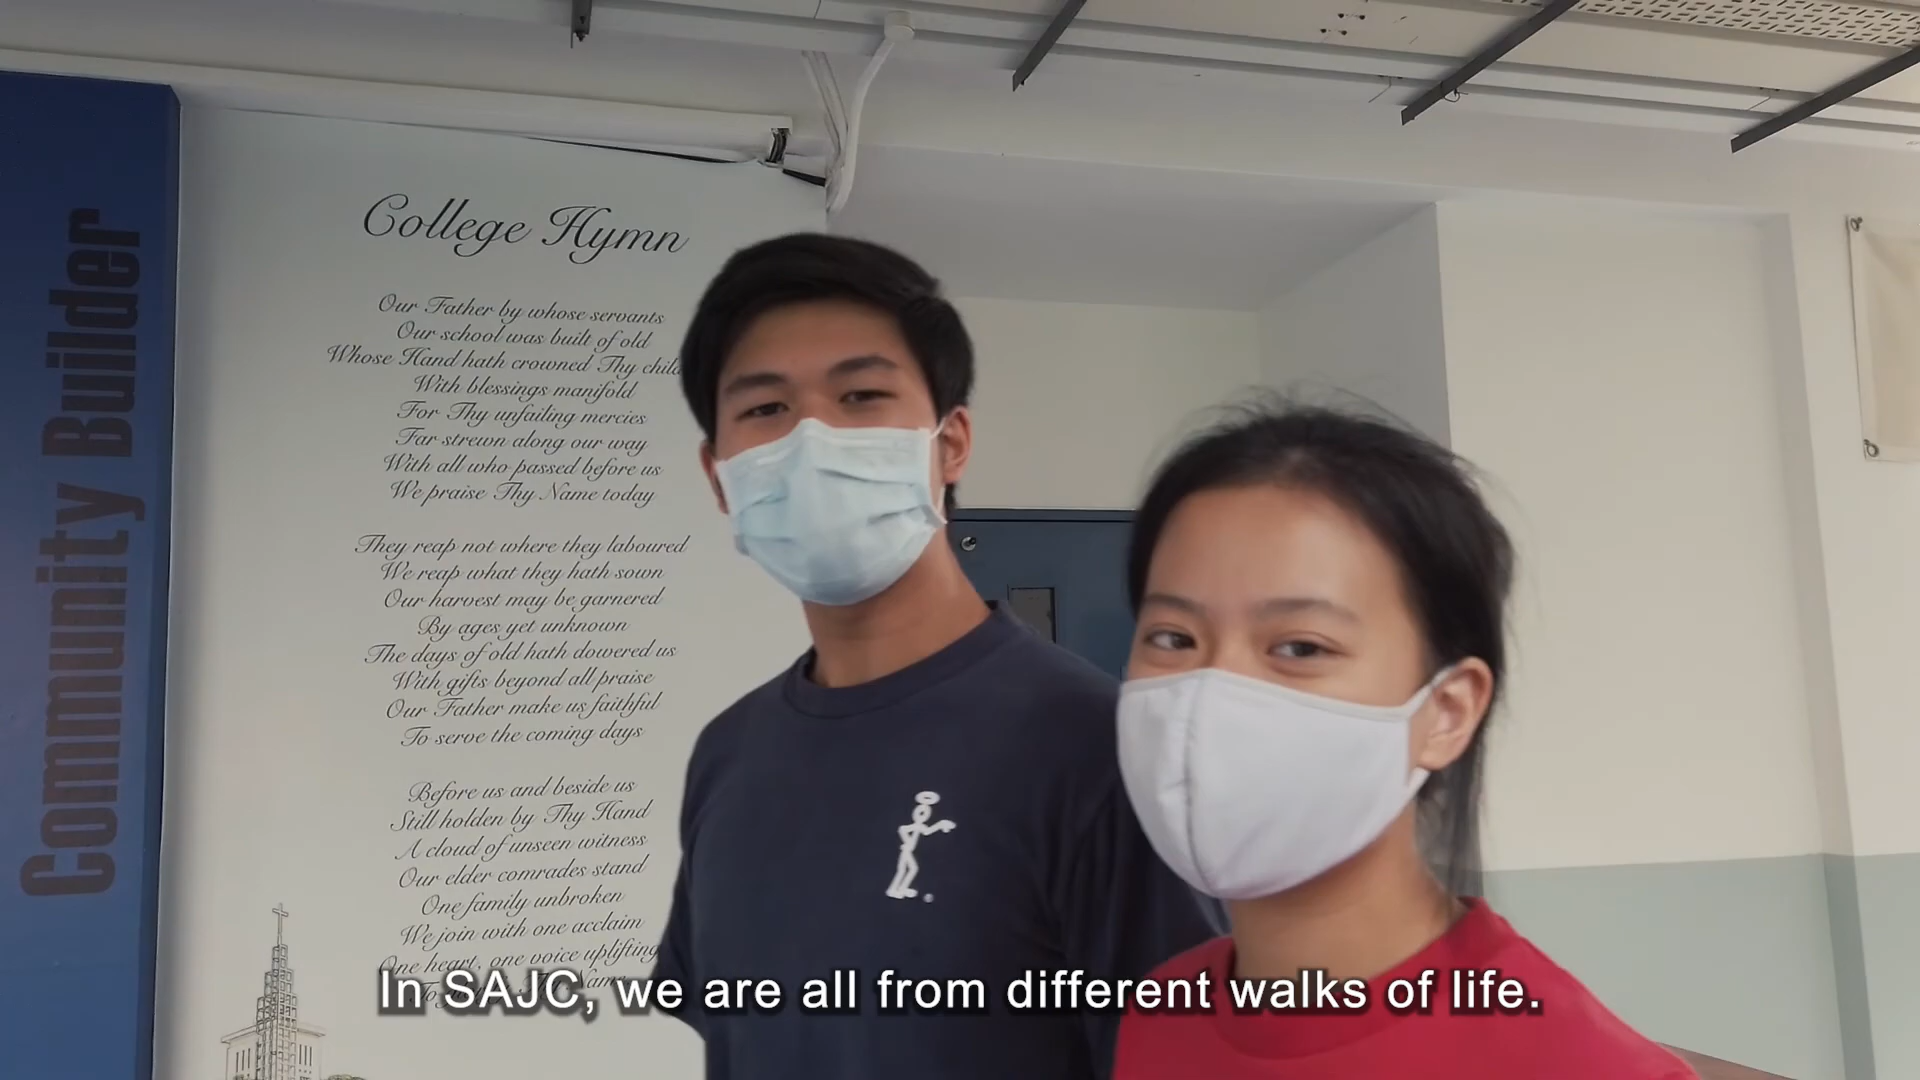 Community Builder
College Hymn
Our Father by whose servants
Our school was built of old
Whose Hand hath crowned Thy
With blessings manifold
For Thy unfailing mercies
Far strewn along our way
With all who passed before us
We praise Thy Name today
They reap not where they laboured
We reap what they hath sown
Our harvest may be garnered
By ages yet unknown
The days of old hath dowered us
With gifts beyond all praise
Our Father make us faithful
To serve the coming days
Before us and beside us
Still holden by Thy Hand
A cloud of unseen witness
Our elder comrades stand
One family unbroken
We join with one acclaim
One heart, one voice uplifting
In SAJC, we are all from different walks of life.